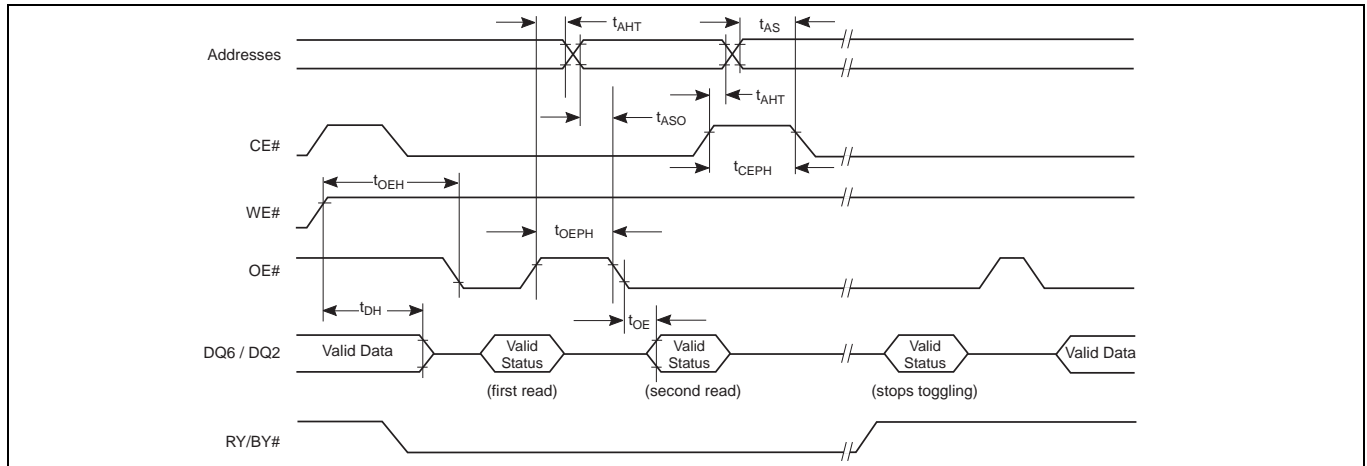 tAHT
tAS
Addresses
tAHT
tASO
CE#
tCEPH
tOEH
WE#
tOEPH
OE#
tDH
tOE
DQ6 / DQ2
Valid Data
Valid
Status
Valid
Status
Valid
Status
Valid Data
(first read)
(second read)
(stops toggling)
RY/BY#